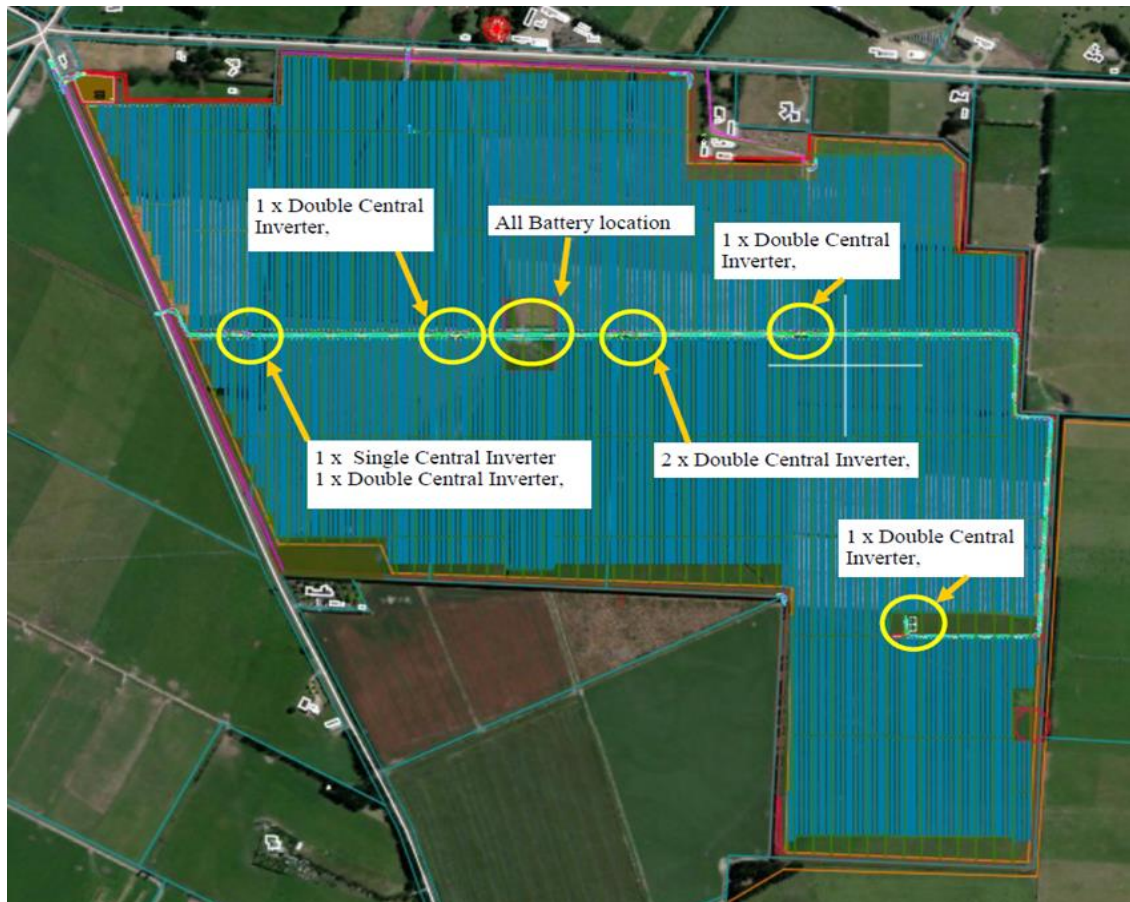 1 x Double Central
Inverter,
All Battery location
1 x Double Central
Inverter,
1 x  Single Central Inverter
1 x Double Central Inverter,
2 x Double Central Inverter,
1 x Double Central
Inverter,